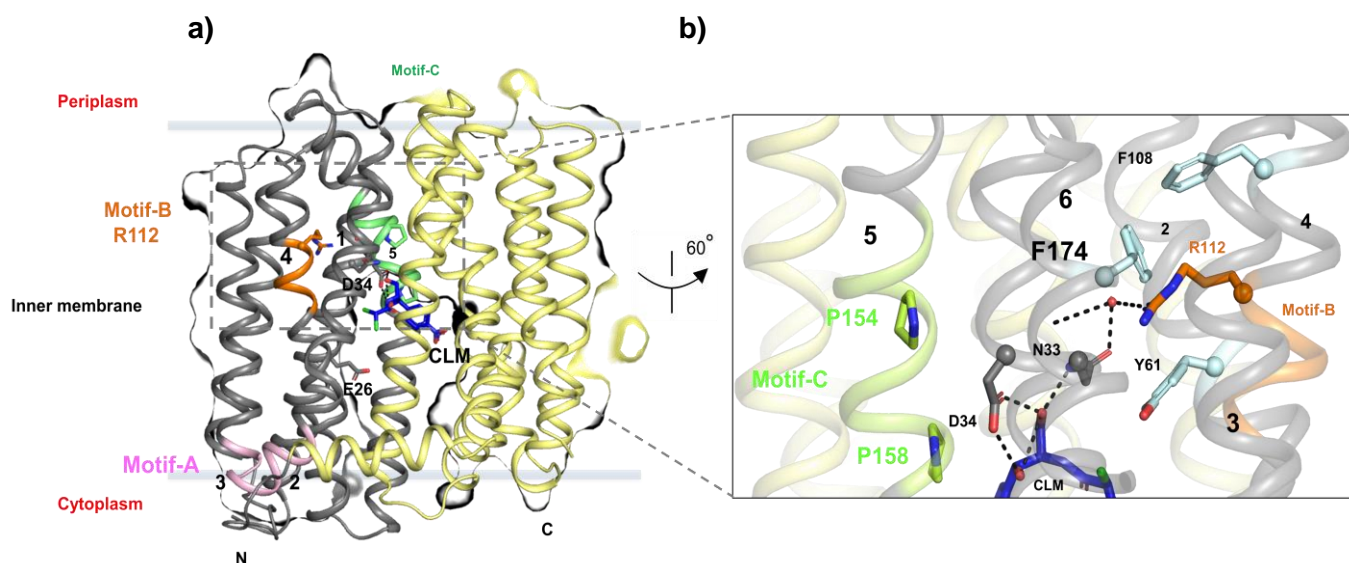 a)
Motif-C
Periplasm
Motif-B
R112
4
1
5
D34
Inner membrane
CLM
E26
Motif-A
3
2
Cytoplasm
N
C
60°
b)
F108
6
4
5
2
F174
R112
P154
Motif-B
N33
Y61
Motif-C
D34
3
P158
CLM